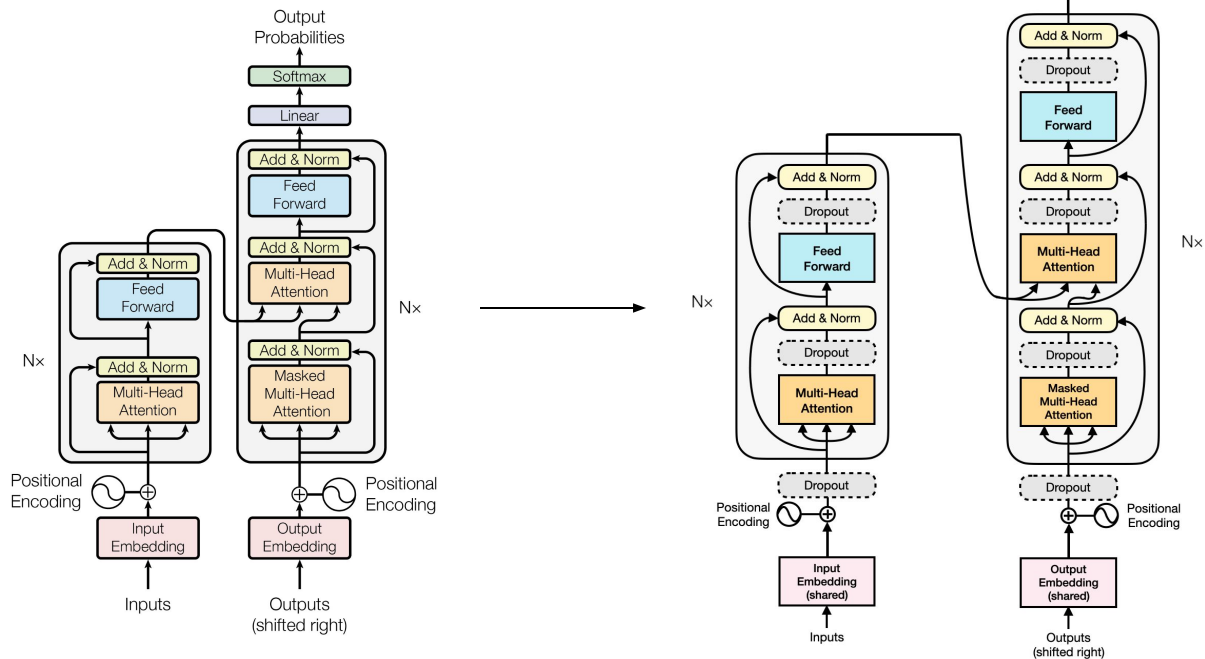 Output
Probabilities
Softmax
Linear
Add & Norm
Feed
Forward
Add & Norm
Multi-Head
Attention
Add & Norm
Masked
Multi-Head
Attention
N×
Add & Norm
Feed
Forward
Add & Norm
Multi-Head
Attention
N×
Positional
Encoding
Positional
Encoding
Input
Embedding
Output
Embedding
Inputs
Outputs
(shifted right)
Add & Norm
Dropout
Feed
Forward
Add & Norm
Dropout
Multi-Head
Attention
Add & Norm
Dropout
Feed
Forward
N×
Add & Norm
Dropout
Multi-Head
Attention
N×
Add & Norm
Dropout
Masked
Multi-Head
Attention
Dropout
Dropout
Positional
Encoding
Positional
Encoding
Input
Embedding
(shared)
Output
Embedding
(shared)
Inputs
Outputs
(shifted right)